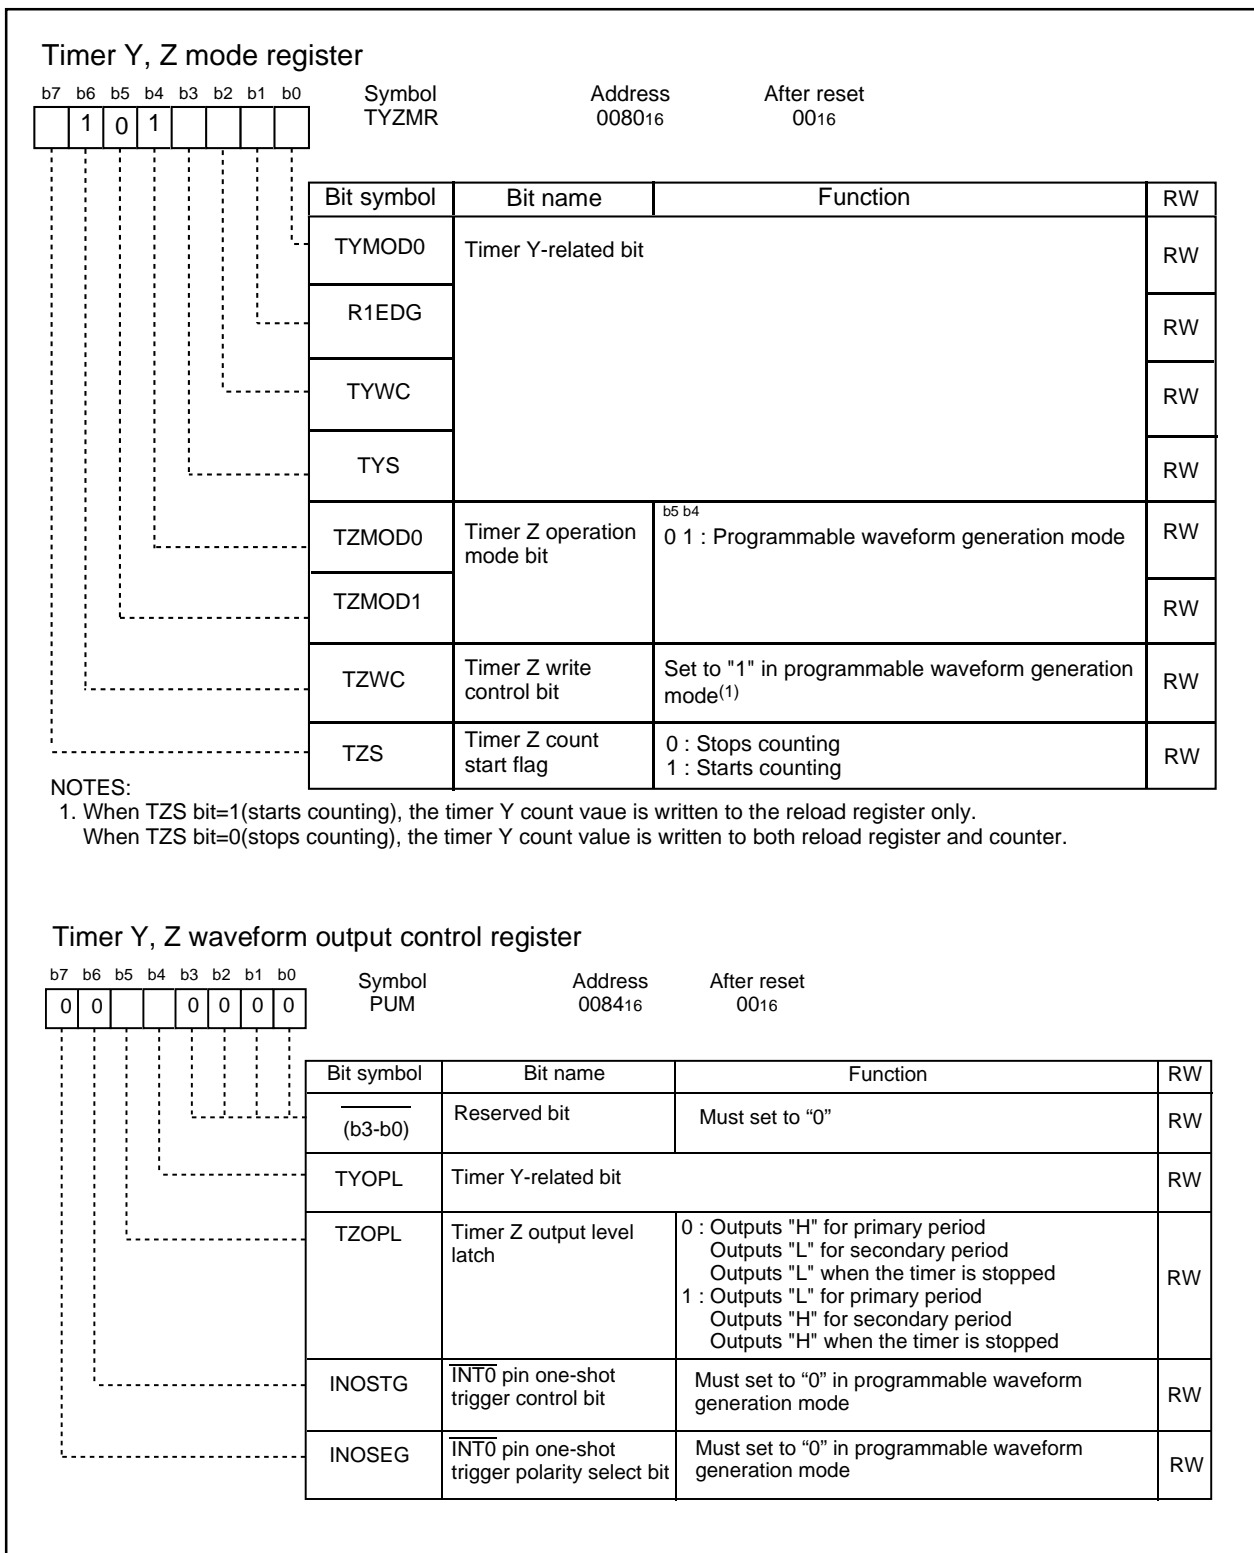 Timer Y, Z mode register
b7 b6 b5 b4 b3 b2 b1 b0
Symbol Address After reset
TYZMR 008016 0016
1 0 1
Bit symbol Bit name Function RW
TYMOD0 Timer Y-related bit RW
R1EDG RW
TYWC RW
TYS RW
b5 b4
TZMOD0 Timer Z operation mode bit 0 1 : Programmable waveform generation mode RW
TZMOD1 RW
TZWC Timer Z write control bit Set to "1" in programmable waveform generation mode(1) RW
TZS Timer Z count start flag 0 : Stops counting
1 : Starts counting RW
NOTES:
1. When TZS bit=1(starts counting), the timer Y count vaue is written to the reload register only.
When TZS bit=0(stops counting), the timer Y count value is written to both reload register and counter.
Timer Y, Z waveform output control register
b7 b6 b5 b4 b3 b2 b1 b0
Symbol Address After reset
PUM 008416 0016
0 0 0 0 0 0
Bit symbol Bit name Function RW
(b3-b0) Reserved bit Must set to “0” RW
TYOPL Timer Y-related bit RW
TZOPL Timer Z output level latch 0 : Outputs "H" for primary period
Outputs "L" for secondary period
Outputs "L" when the timer is stopped
1 : Outputs "L" for primary period
Outputs "H" for secondary period
Outputs "H" when the timer is stopped RW
INOSTG INT0 pin one-shot trigger control bit Must set to “0” in programmable waveform generation mode RW
INOSEG INT0 pin one-shot trigger polarity select bit Must set to “0” in programmable waveform generation mode RW